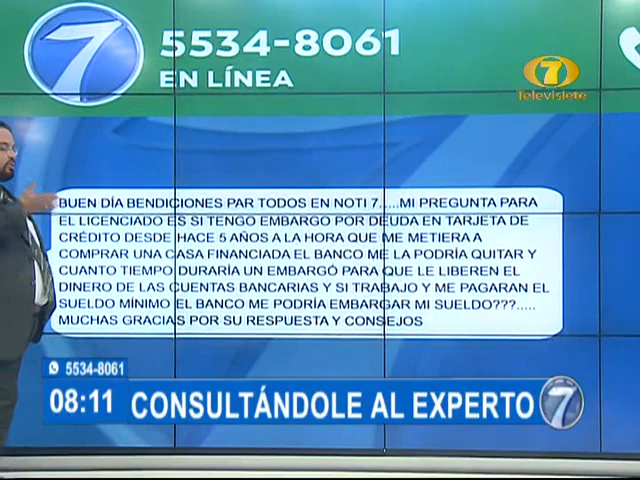 7
5534-8061
EN LÍNEA
7
Televisiete
BUEN DÍA BENDICIONES PAR TODOS EN NOTI 7.....MI PREGUNTA PARA
EL LICENCIADO ES SI TENGO EMBARGO POR DEUDA EN TARJETA DE
CRÉDITO DESDE HACE 5 AÑOS A LA HORA QUE ME METIERA A
COMPRAR UNA CASA FINANCIADA EL BANCO ME LA PODRÍA QUITAR Y
CUANTO TIEMPO DURARÍA UN EMBARGÓ PARA QUE LE LIBEREN EL
DINERO DE LAS CUENTAS BANCARIAS Y SI TRABAJO Y ME PAGARAN EL
SUELDO MÍNIMO EL BANCO ME PODRÍA EMBARGAR MI SUELDO???.....
MUCHAS GRACIAS POR SU RESPUESTA Y CONSEJOS
5534-8061
08:11 CONSULTÁNDOLE AL EXPERTO 7